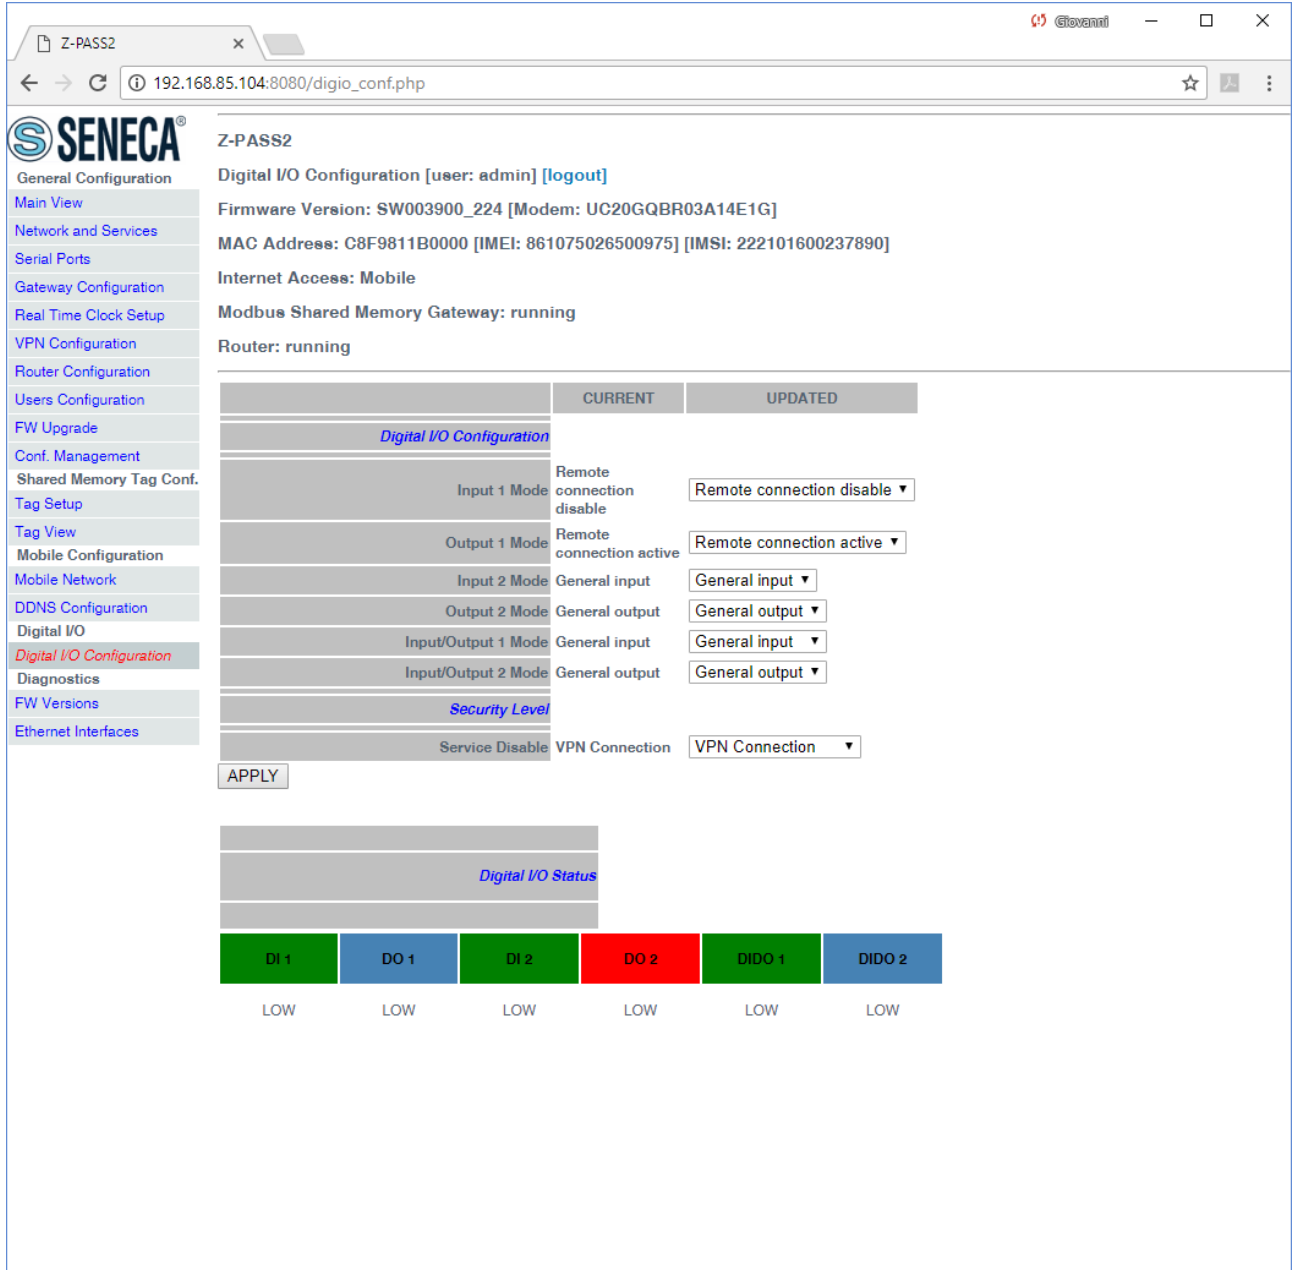 Giovanni
Z-PASS2
192.168.85.104:8080/digio_conf.php
SENECA®
General Configuration
Main View
Network and Services
Serial Ports
Gateway Configuration
Real Time Clock Setup
VPN Configuration
Router Configuration
Users Configuration
FW Upgrade
Conf. Management
Shared Memory Tag Conf.
Tag Setup
Tag View
Mobile Configuration
Mobile Network
DDNS Configuration
Digital I/O
Digital I/O Configuration
Diagnostics
FW Versions
Ethernet Interfaces
Z-PASS2
Digital I/O Configuration [user: admin] [logout]
Firmware Version: SW003900_224 [Modem: UC20GQBR03A14E1G]
MAC Address: C8F9811B0000 [IMEI: 861075026500975] [IMSI: 222101600237890]
Internet Access: Mobile
Modbus Shared Memory Gateway: running
Router: running
CURRENT UPDATED
Digital I/O Configuration
Input 1 Mode Remote connection disable Remote connection disable
Output 1 Mode Remote connection active Remote connection active
Input 2 Mode General input General input
Output 2 Mode General output General output
Input/Output 1 Mode General input General input
Input/Output 2 Mode General output General output
Security Level
Service Disable VPN Connection VPN Connection
APPLY
Digital I/O Status
DI 1 DO 1 DI 2 DO 2 DIDO 1 DIDO 2
LOW LOW LOW LOW LOW LOW